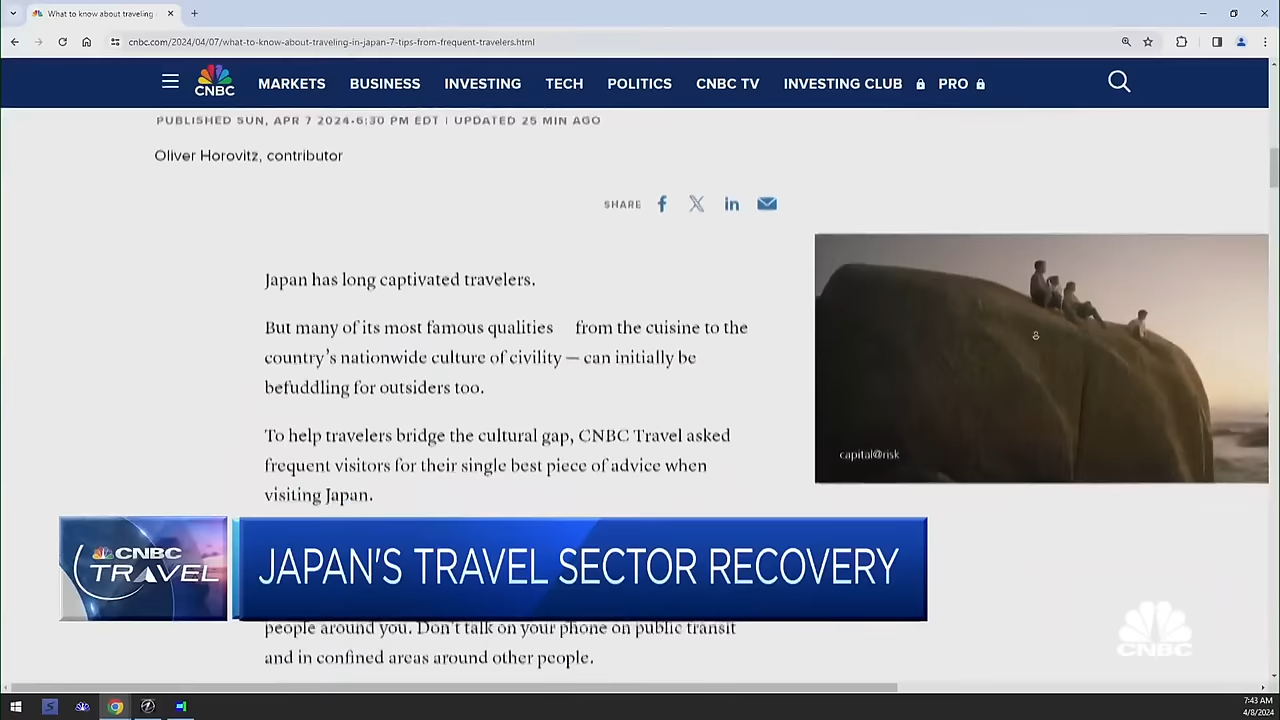 What to know about traveling
cnbc.com/2024/04/07/what-to-know-about-traveling-in-japan-7-tips-from-frequent-travelers.html
CNBC MARKETS BUSINESS INVESTING TECH POLITICS CNBC TV INVESTING CLUB PRO
PUBLISHED SUN, APR 7 2024•6:30 PM EDT | UPDATED 25 MIN AGO
Oliver Horovitz, contributor
SHARE
Japan has long captivated travelers.
But many of its most famous qualities from the cuisine to the
country’s nationwide culture of civility — can initially be
befuddling for outsiders too.
To help travelers bridge the cultural gap, CNBC Travel asked
frequent visitors for their single best piece of advice when
visiting Japan.
capital@risk
CNBC
TRAVEL
JAPAN'S TRAVEL SECTOR RECOVERY
people around you. Don’t talk on your phone on public transit
and in confined areas around other people.
CNBC
7:43 AM
4/8/2024